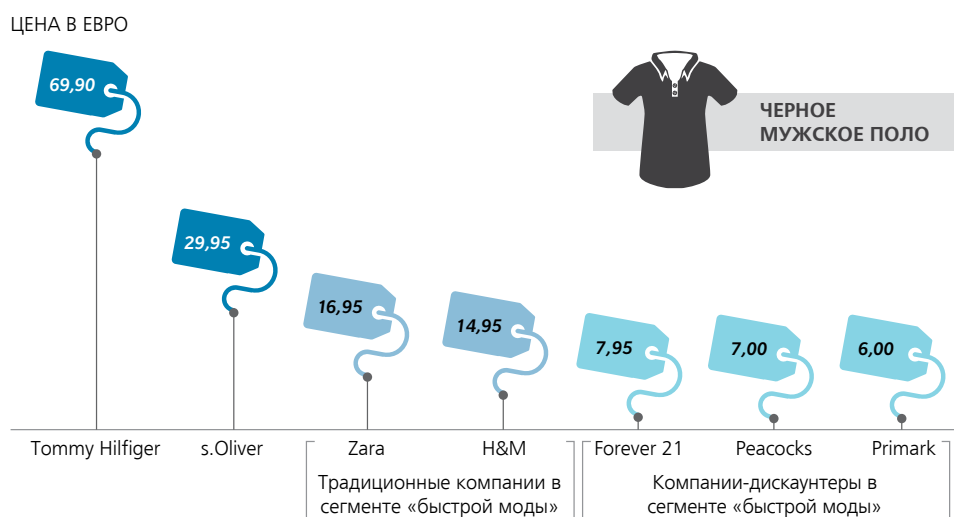 ЦЕНА В ЕВРО
69,90
ЧЕРНОЕ
МУЖСКОЕ ПОЛО
29,95
16,95
14,95
7,95
7,00
6,00
Tommy Hilfiger
s.Oliver
Zara
H&M
Forever 21
Peacocks
Primark
Традиционные компании в
сегменте «быстрой моды»
Компании-дискаунтеры в
сегменте «быстрой моды»